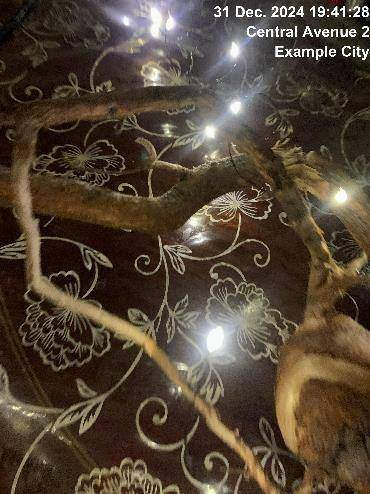 31 Dec. 2024 19:41:28
Central Avenue 2
Example City